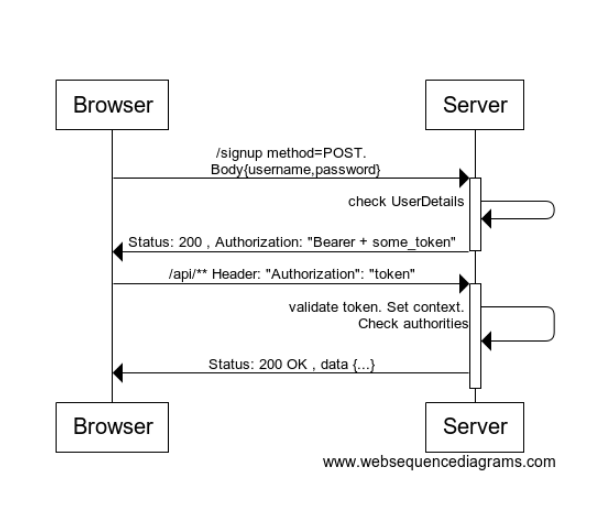 Browser
Server
/signup method=POST.
Body{username,password}
check UserDetails
Status: 200 , Authorization: "Bearer + some_token"
/api/** Header: "Authorization": "token"
validate token. Set context.
Check authorities
Status: 200 OK , data {...}
Browser
Server
www.websequencediagrams.com